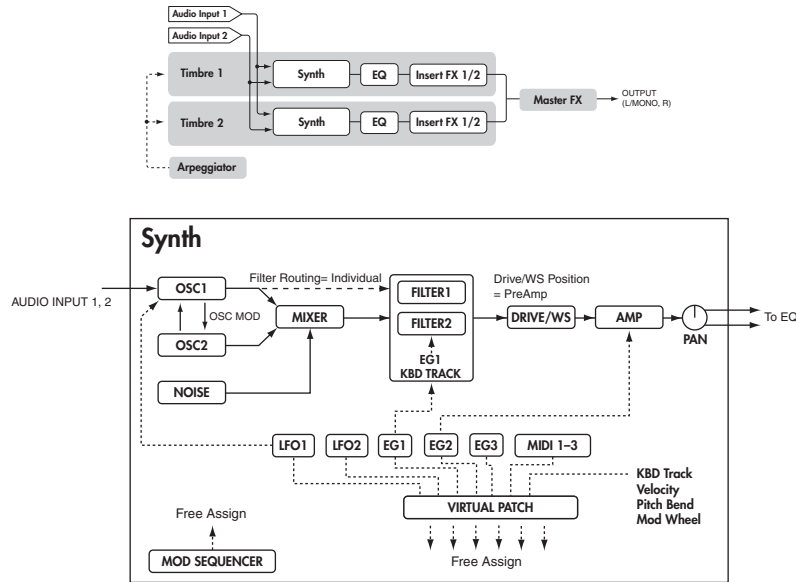 Audio Input 1
Audio Input 2
Timbre 1
Synth
EQ
Insert FX 1/2
Master FX
OUTPUT
(L/MONO, R)
Timbre 2
Synth
EQ
Insert FX 1/2
Arpeggiator
Synth
AUDIO INPUT 1, 2
OSC1
Filter Routing= Individual
OSC MOD
OSC2
NOISE
MIXER
FILTER1
FILTER2
EG1
KBD TRACK
Drive/WS Position
= PreAmp
DRIVE/WS
AMP
PAN
To EQ
LFO1
LFO2
EG1
EG2
EG3
MIDI 1–3
KBD Track
Velocity
Pitch Bend
Mod Wheel
VIRTUAL PATCH
Free Assign
Free Assign
MOD SEQUENCER